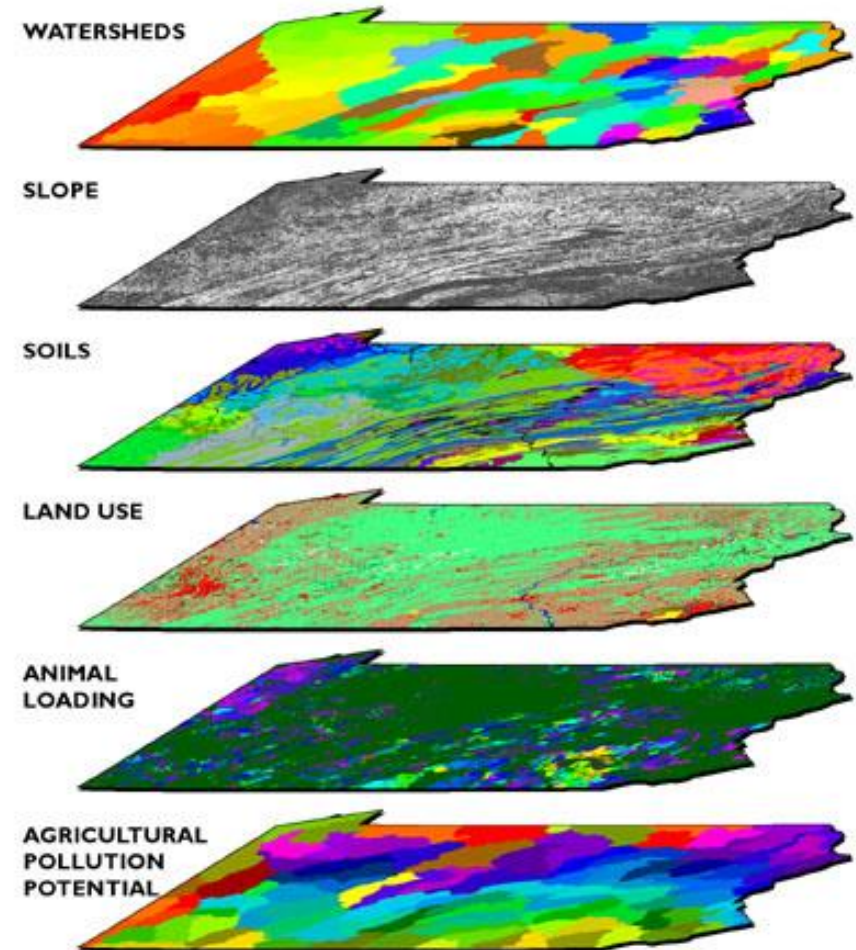 WATERSHEDS
SLOPE
SOILS
LAND USE
ANIMAL
LOADING
AGRICULTURAL
POLLUTION
POTENTIAL